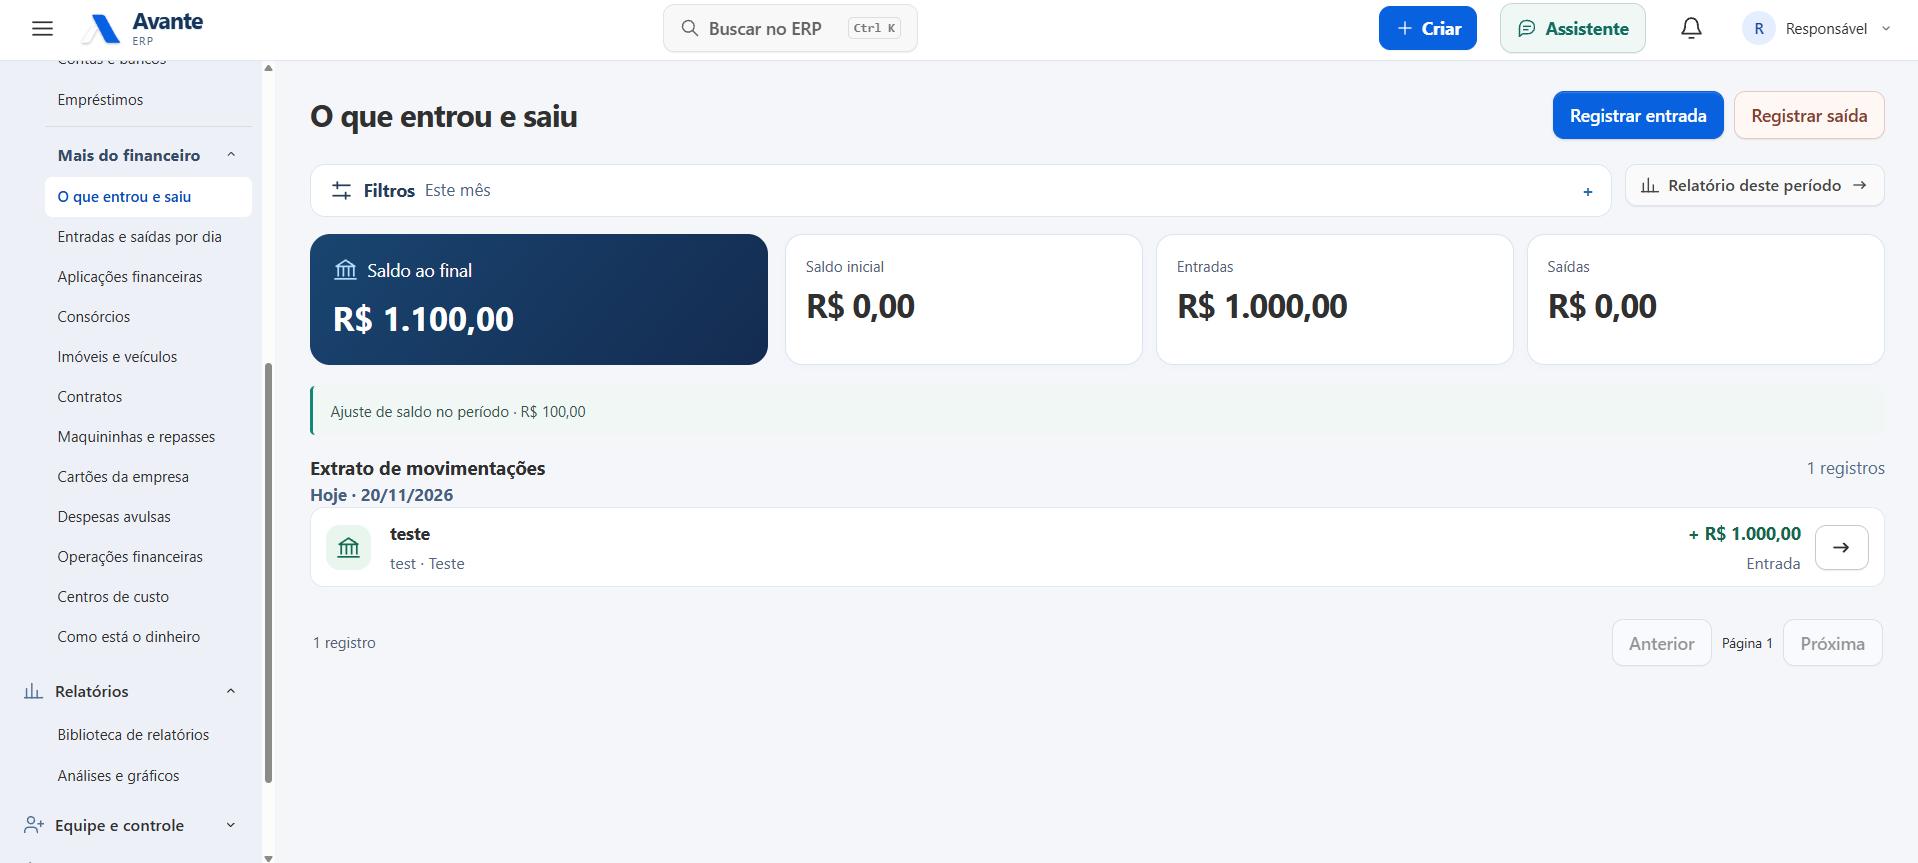 Avante
ERP
Buscar no ERP
Ctrl K
+ Criar
Assistente
R
Responsável
Contas e bancos
Empréstimos
Mais do financeiro
O que entrou e saiu
Entradas e saídas por dia
Aplicações financeiras
Consórcios
Imóveis e veículos
Contratos
Maquininhas e repasses
Cartões da empresa
Despesas avulsas
Operações financeiras
Centros de custo
Como está o dinheiro
Relatórios
Biblioteca de relatórios
Análises e gráficos
Equipe e controle
O que entrou e saiu
Registrar entrada
Registrar saída
Filtros Este mês
+
Relatório deste período →
Saldo ao final
R$ 1.100,00
Saldo inicial
R$ 0,00
Entradas
R$ 1.000,00
Saídas
R$ 0,00
Ajuste de saldo no período · R$ 100,00
Extrato de movimentações
1 registros
Hoje · 20/11/2026
teste
test · Teste
+ R$ 1.000,00
Entrada
→
1 registro
Anterior
Página 1
Próxima